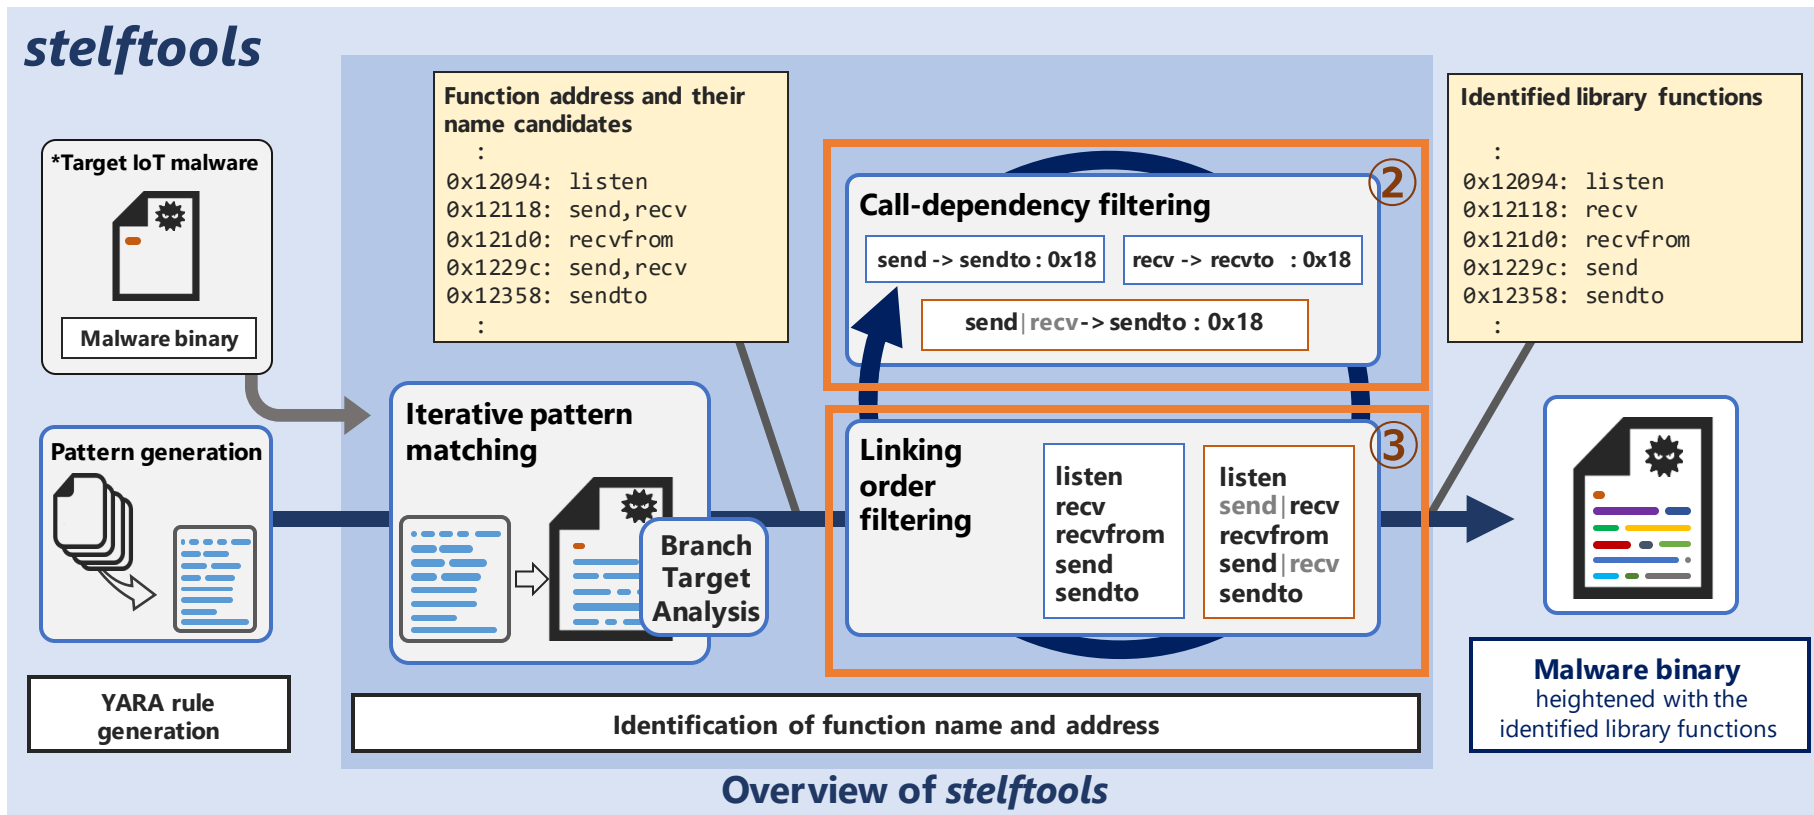 stelftools
*Target IoT malware
Malware binary
Pattern generation
YARA rule
generation
Function address and their
name candidates
:
0x12094: listen
0x12118: send,recv
0x121d0: recvfrom
0x1229c: send,recv
0x12358: sendto
:
Iterative pattern
matching
Branch
Target
Analysis
②
Call-dependency filtering
send -> sendto : 0x18
recv -> recvto : 0x18
send|recv-> sendto : 0x18
③
Linking
order
filtering
listen
recv
recvfrom
send
sendto
listen
send|recv
recvfrom
send|recv
sendto
Identification of function name and address
Identified library functions
:
0x12094: listen
0x12118: recv
0x121d0: recvfrom
0x1229c: send
0x12358: sendto
:
Malware binary
heightened with the
identified library functions
Overview of stelftools